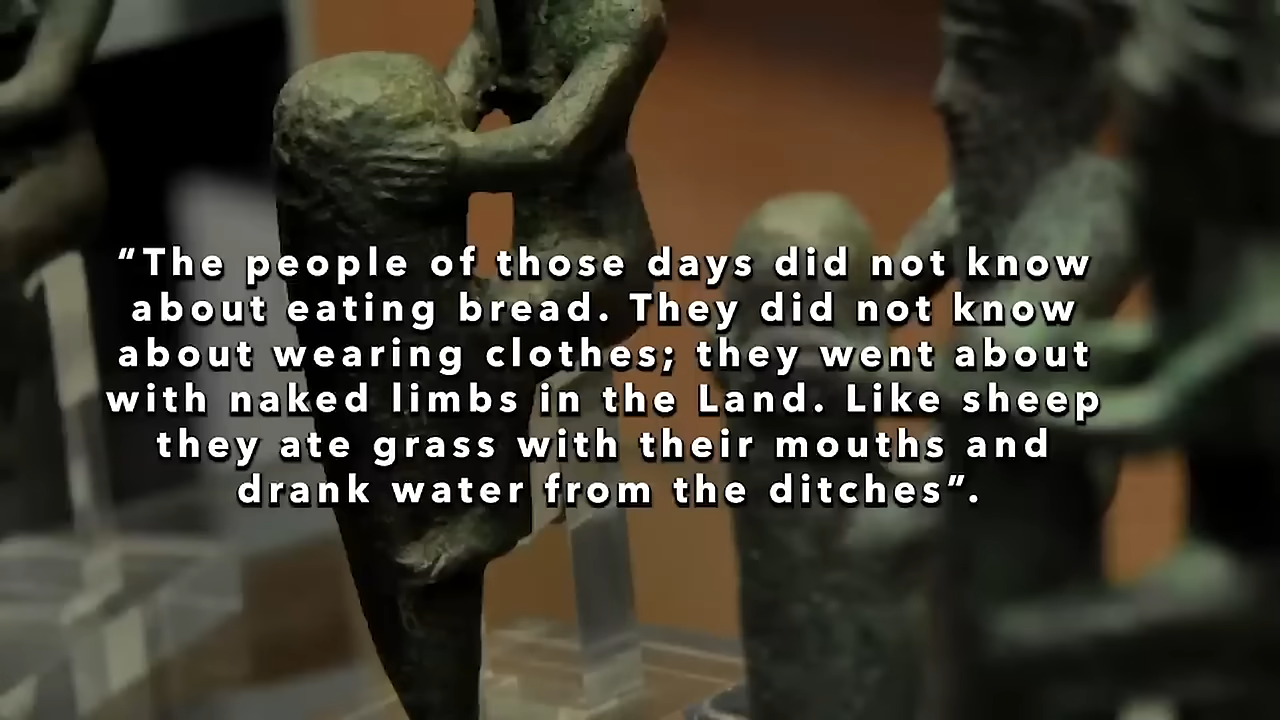 “The people of those days did not know
about eating bread. They did not know
about wearing clothes; they went about
with naked limbs in the Land. Like sheep
they ate grass with their mouths and
drank water from the ditches”.